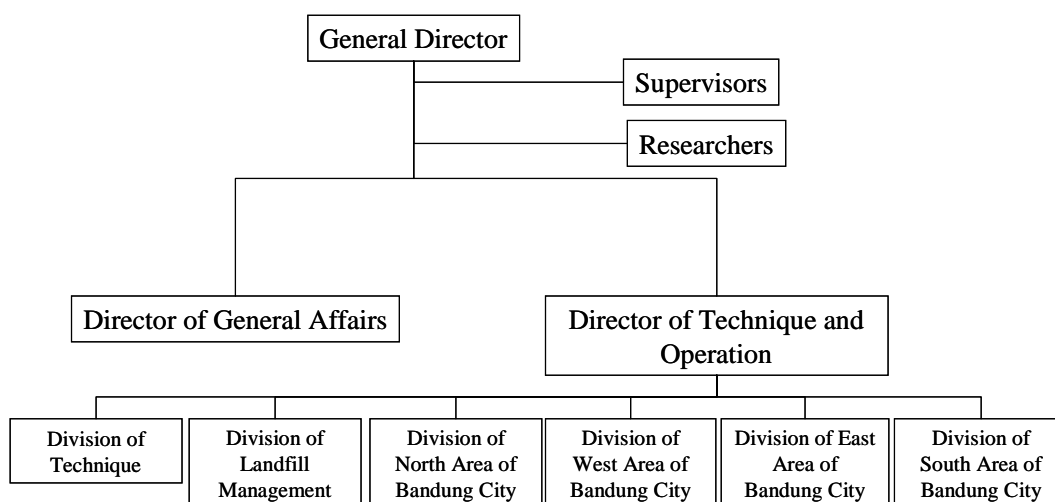 General Director
Supervisors
Researchers
Director of General Affairs
Director of Technique and
Operation
Division of
Technique
Division of
Landfill
Management
Division of
North Area of
Bandung City
Division of
West Area of
Bandung City
Division of East
Area of
Bandung City
Division of
South Area of
Bandung City